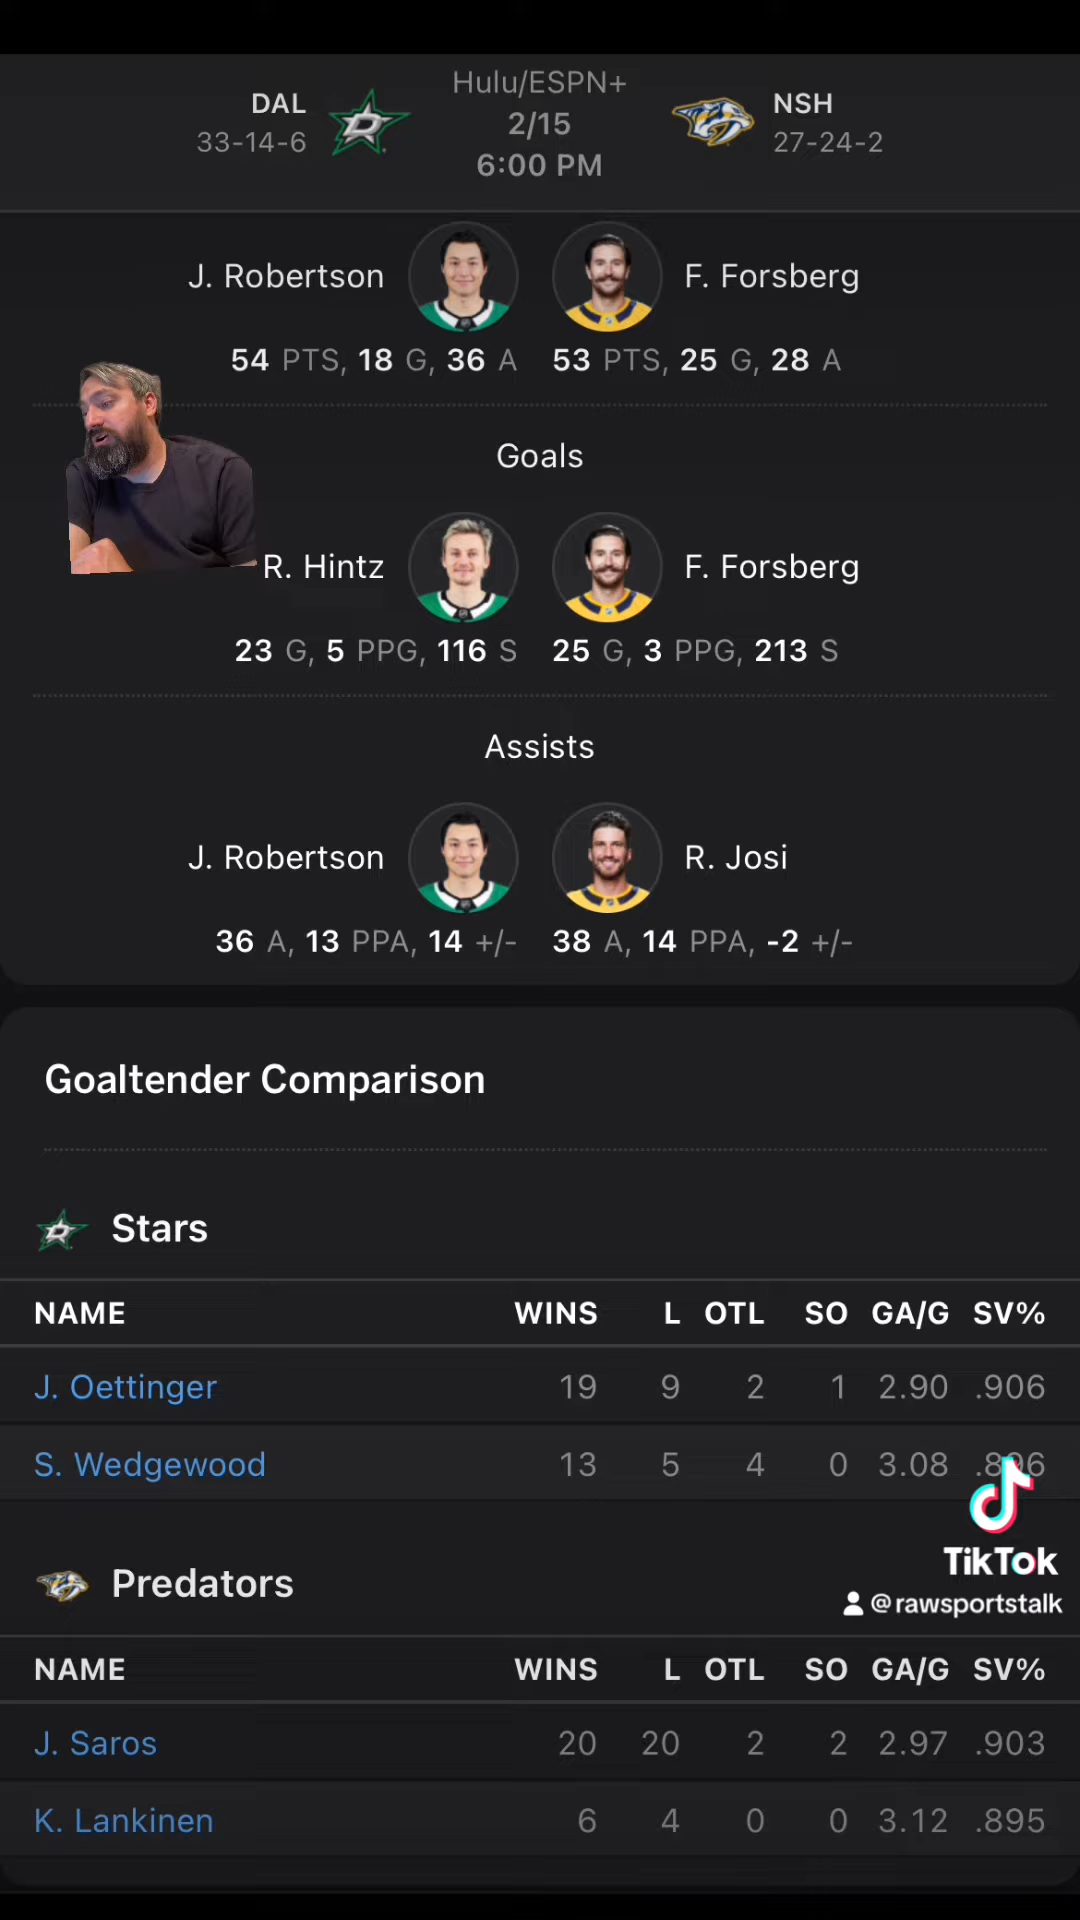 Hulu/ESPN+
DAL
33-14-6
2/15
6:00 PM
NSH
27-24-2
J. Robertson
F. Forsberg
54 PTS, 18 G, 36 A
53 PTS, 25 G, 28 A
Goals
R. Hintz
F. Forsberg
23 G, 5 PPG, 116 S
25 G, 3 PPG, 213 S
Assists
J. Robertson
R. Josi
36 A, 13 PPA, 14 +/-
38 A, 14 PPA, -2 +/-
Goaltender Comparison
Stars
NAME WINS L OTL SO GA/G SV%
J. Oettinger 19 9 2 1 2.90 .906
S. Wedgewood 13 5 4 0 3.08
TikTok
@rawsportstalk
Predators
NAME WINS L OTL SO GA/G SV%
J. Saros 20 20 2 2 2.97 .903
K. Lankinen 6 4 0 0 3.12 .895